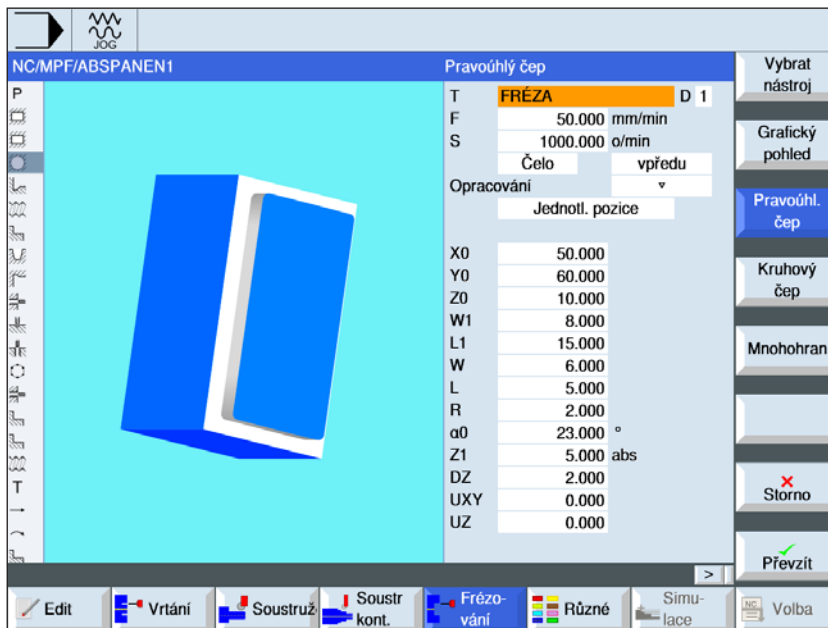 JOG
NC/MPF/ABSPANEN1
Pravoúhlý čep
P
T
T FRÉZA D 1
F 50.000 mm/min
S 1000.000 o/min
Čelo vpředu
Opracování ▿
Jednotl. pozice
X0 50.000
Y0 60.000
Z0 10.000
W1 8.000
L1 15.000
W 6.000
L 5.000
R 2.000
α0 23.000 °
Z1 5.000 abs
DZ 2.000
UXY 0.000
UZ 0.000
>
Vybrat
nástroj
Grafický
pohled
Pravoúhl.
čep
Kruhový
čep
Mnohohran
Storno
Převzít
Edit
Vrtání
Soustruž
Soustr
kont.
Frézo-
vání
Různé
Simu-
lace
NC
Volba